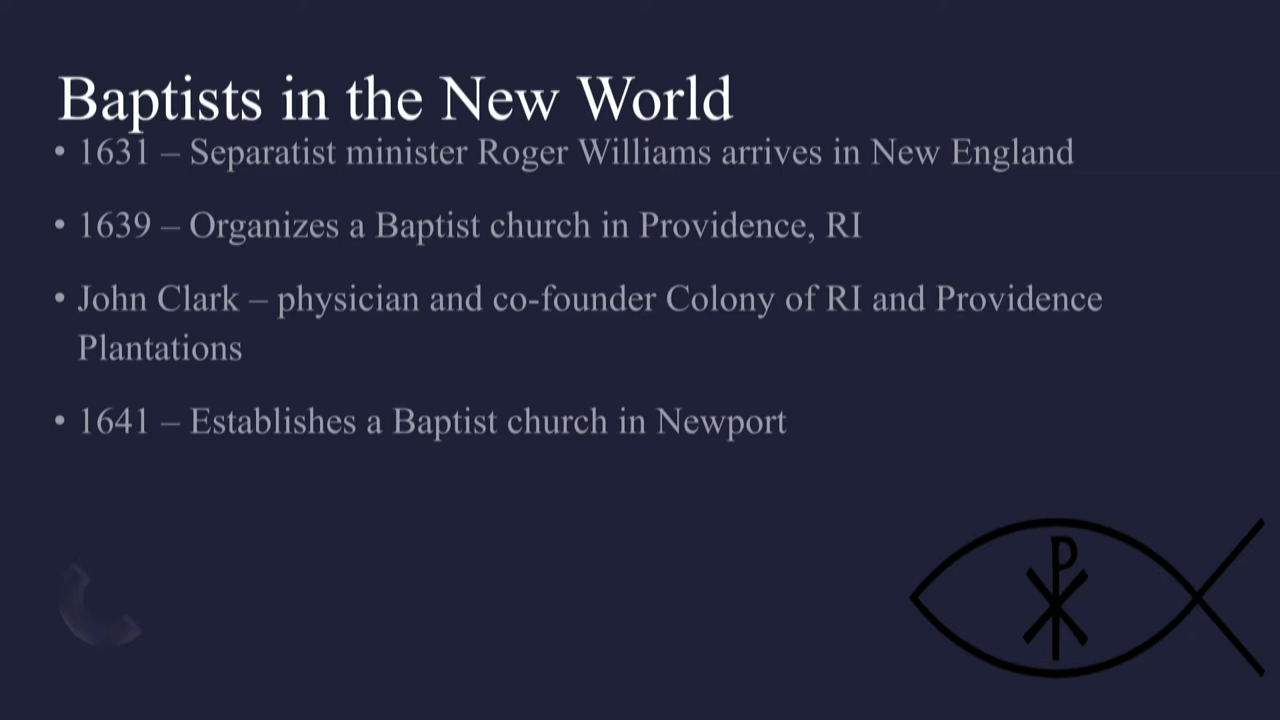 Baptists in the New World
• 1631 – Separatist minister Roger Williams arrives in New England
• 1639 – Organizes a Baptist church in Providence, RI
• John Clark – physician and co-founder Colony of RI and Providence
Plantations
• 1641 – Establishes a Baptist church in Newport